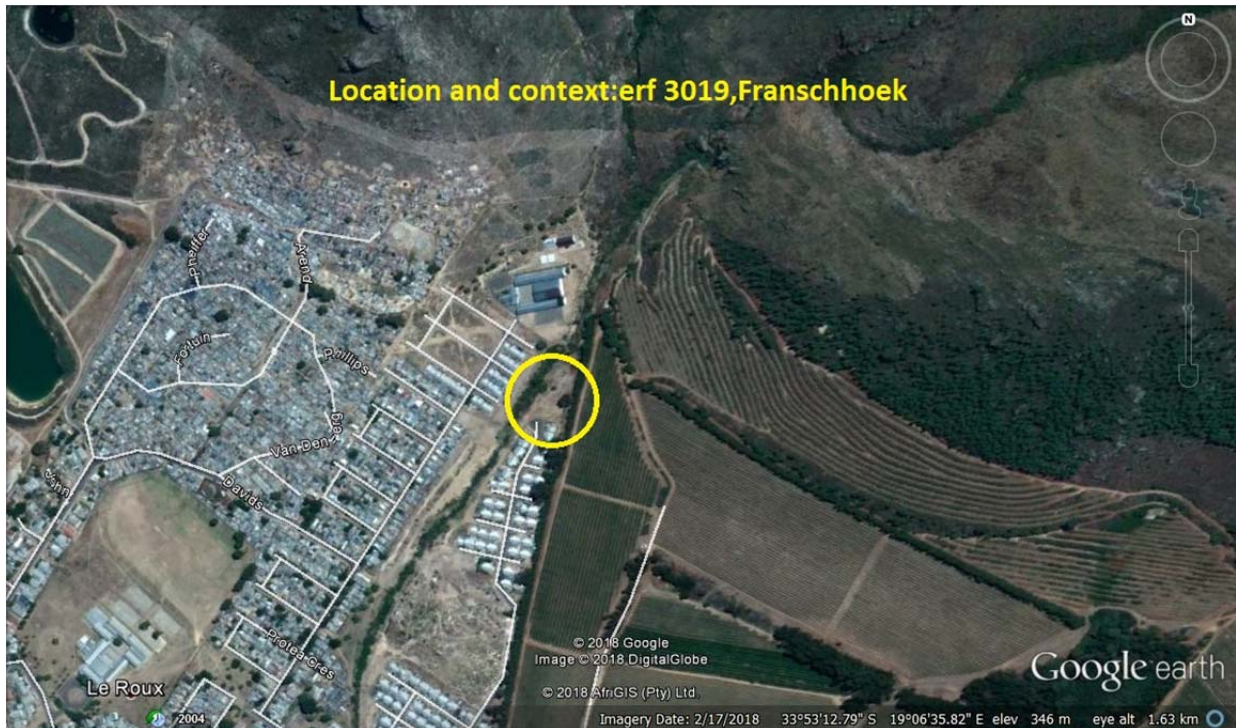 N
Location and context:erf 3019,Franschhoek
Pheiffer
Arend
Fortuin
Phillips
Van Den Berg
John
Davids
Protea Cres
Le Roux
2004
© 2018 Google
Image © 2018 DigitalGlobe
© 2018 AfriGIS (Pty) Ltd.
Google earth
Imagery Date: 2/17/2018 33°53'12.79" S 19°06'35.82" E elev 346 m eye alt 1.63 km